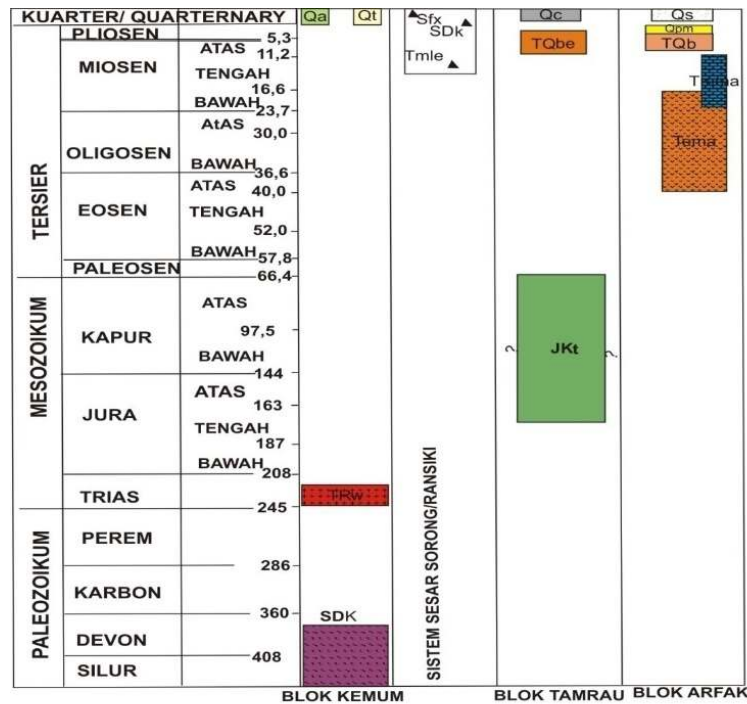 KUARTER/ QUARTERNARY
Qa
Qt
Sfx
SDk
Tmle
Qc
Qs
TERSIER
PLIOSEN
5,3
Qpm
TQbe
TQb
MIOSEN
ATAS
11,2
TENGAH
16,6
BAWAH
23,7
OLIGOSEN
AtAS
30,0
BAWAH
36,6
Tema
EOSEN
ATAS
40,0
TENGAH
52,0
BAWAH
57,8
PALEOSEN
66,4
MESOZOIKUM
KAPUR
ATAS
97,5
BAWAH
144
JKt
JURA
ATAS
163
TENGAH
187
BAWAH
208
TRIAS
TRw
245
PALEOZOIKUM
PEREM
286
KARBON
360
SDK
DEVON
408
SILUR
SISTEM SESAR SORONG/RANSIKI
BLOK KEMUM
BLOK TAMRAU
BLOK ARFAK